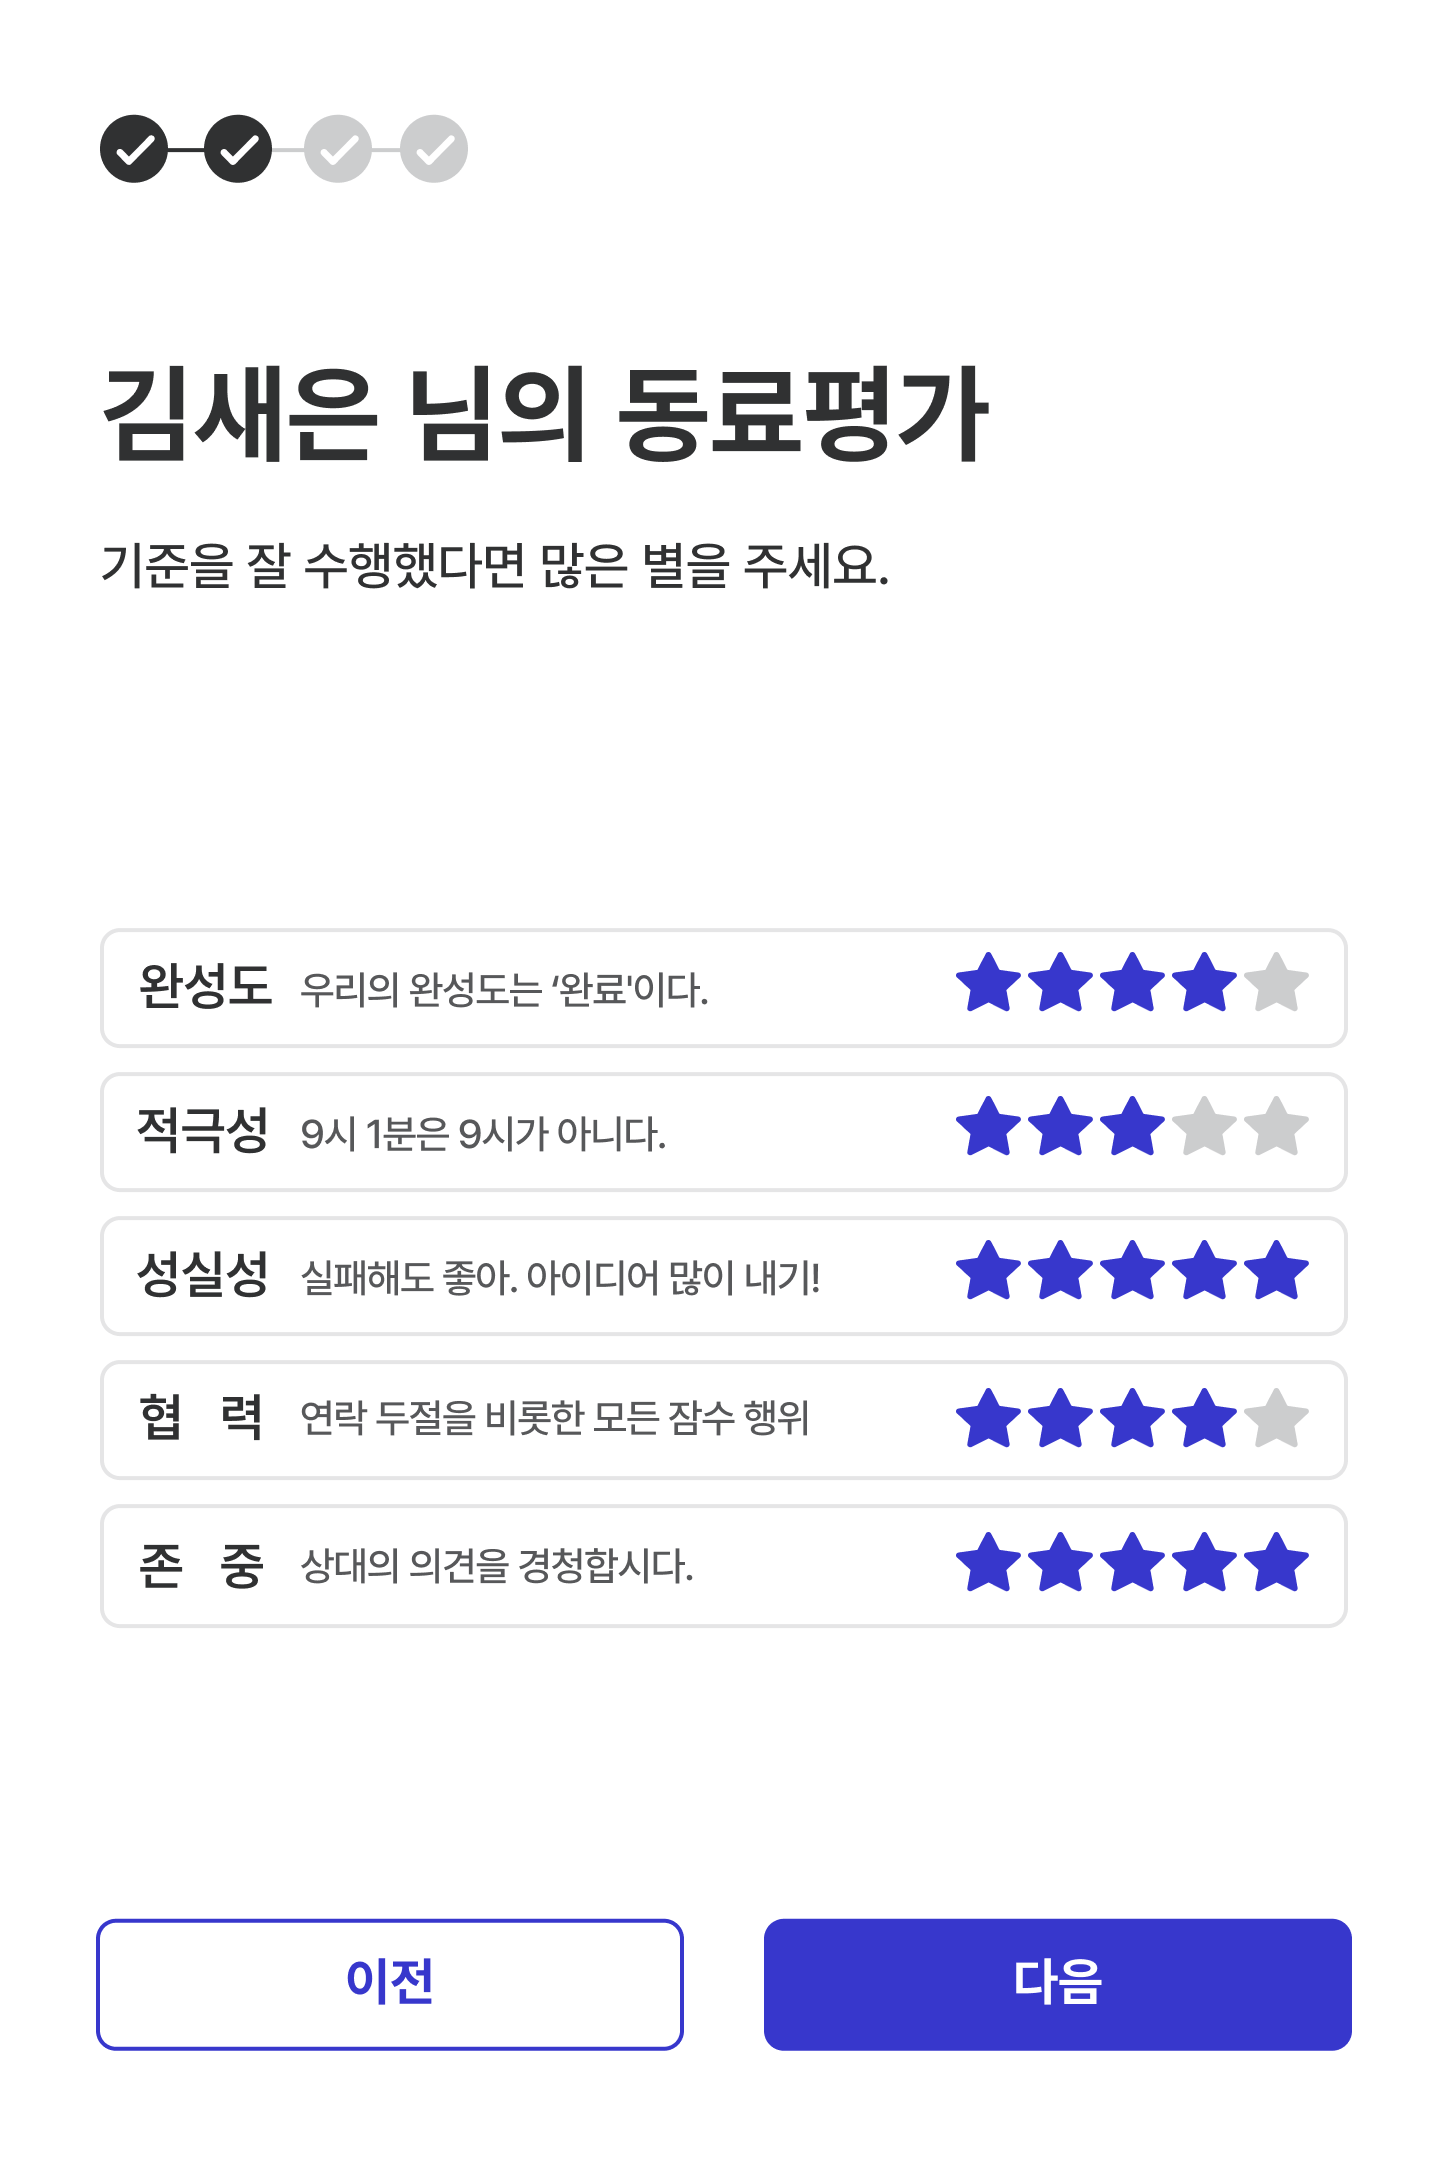 김새은 님의 동료평가
기준을 잘 수행했다면 많은 별을 주세요.
완성도 우리의 완성도는 ‘완료'이다.
적극성 9시 1분은 9시가 아니다.
성실성 실패해도 좋아. 아이디어 많이 내기!
협 력 연락 두절을 비롯한 모든 잠수 행위
존 중 상대의 의견을 경청합시다.
이전 다음